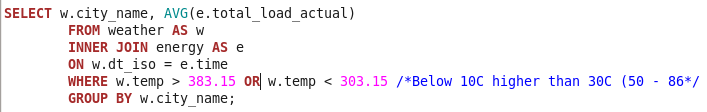 SELECT w.city_name, AVG(e.total_load_actual)
FROM weather AS w
INNER JOIN energy AS e
ON w.dt_iso = e.time
WHERE w.temp > 383.15 OR w.temp < 303.15 /*Below 10C higher than 30C (50 - 86*/
GROUP BY w.city_name;